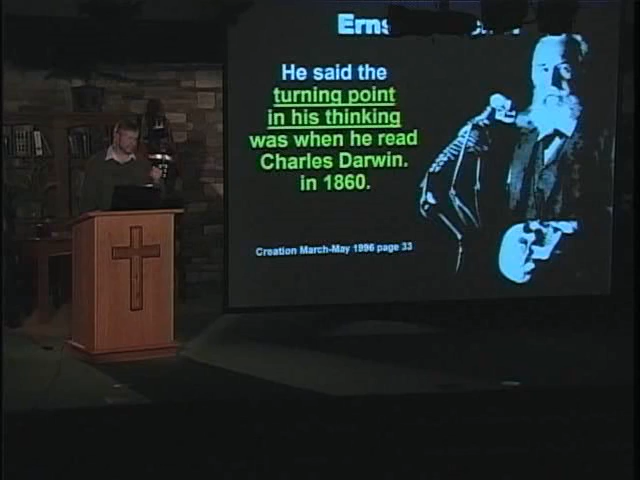 He said the
turning point
in his thinking
was when he read
Charles Darwin.
in 1860.
Creation March-May 1996 page 33